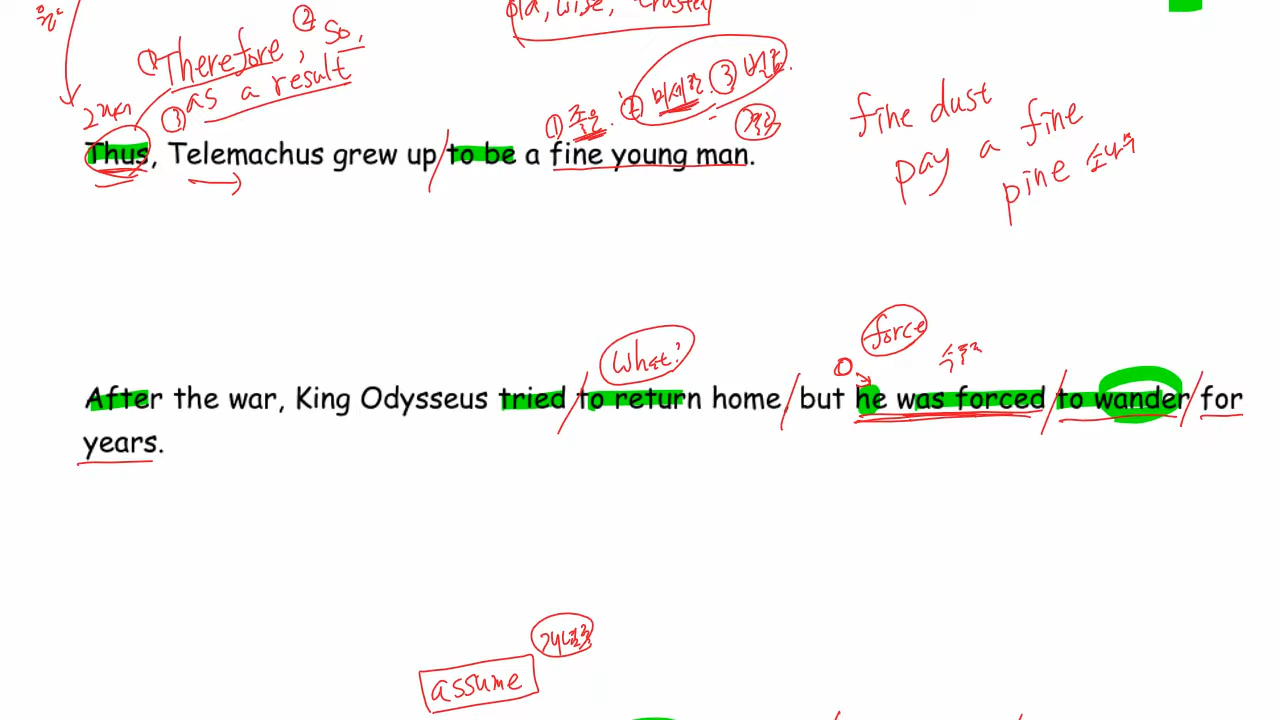 old, wise, trusted
① Therefore, ② So,
③ as a result
① 좋은. ② 미세한. ③ 벌금.
fine dust
pay a fine
pine 소나무
Thus, Telemachus grew up / to be a fine young man.
What?
force
수동
After the war, King Odysseus tried / to return home / but he was forced / to wander / for
years.
assume